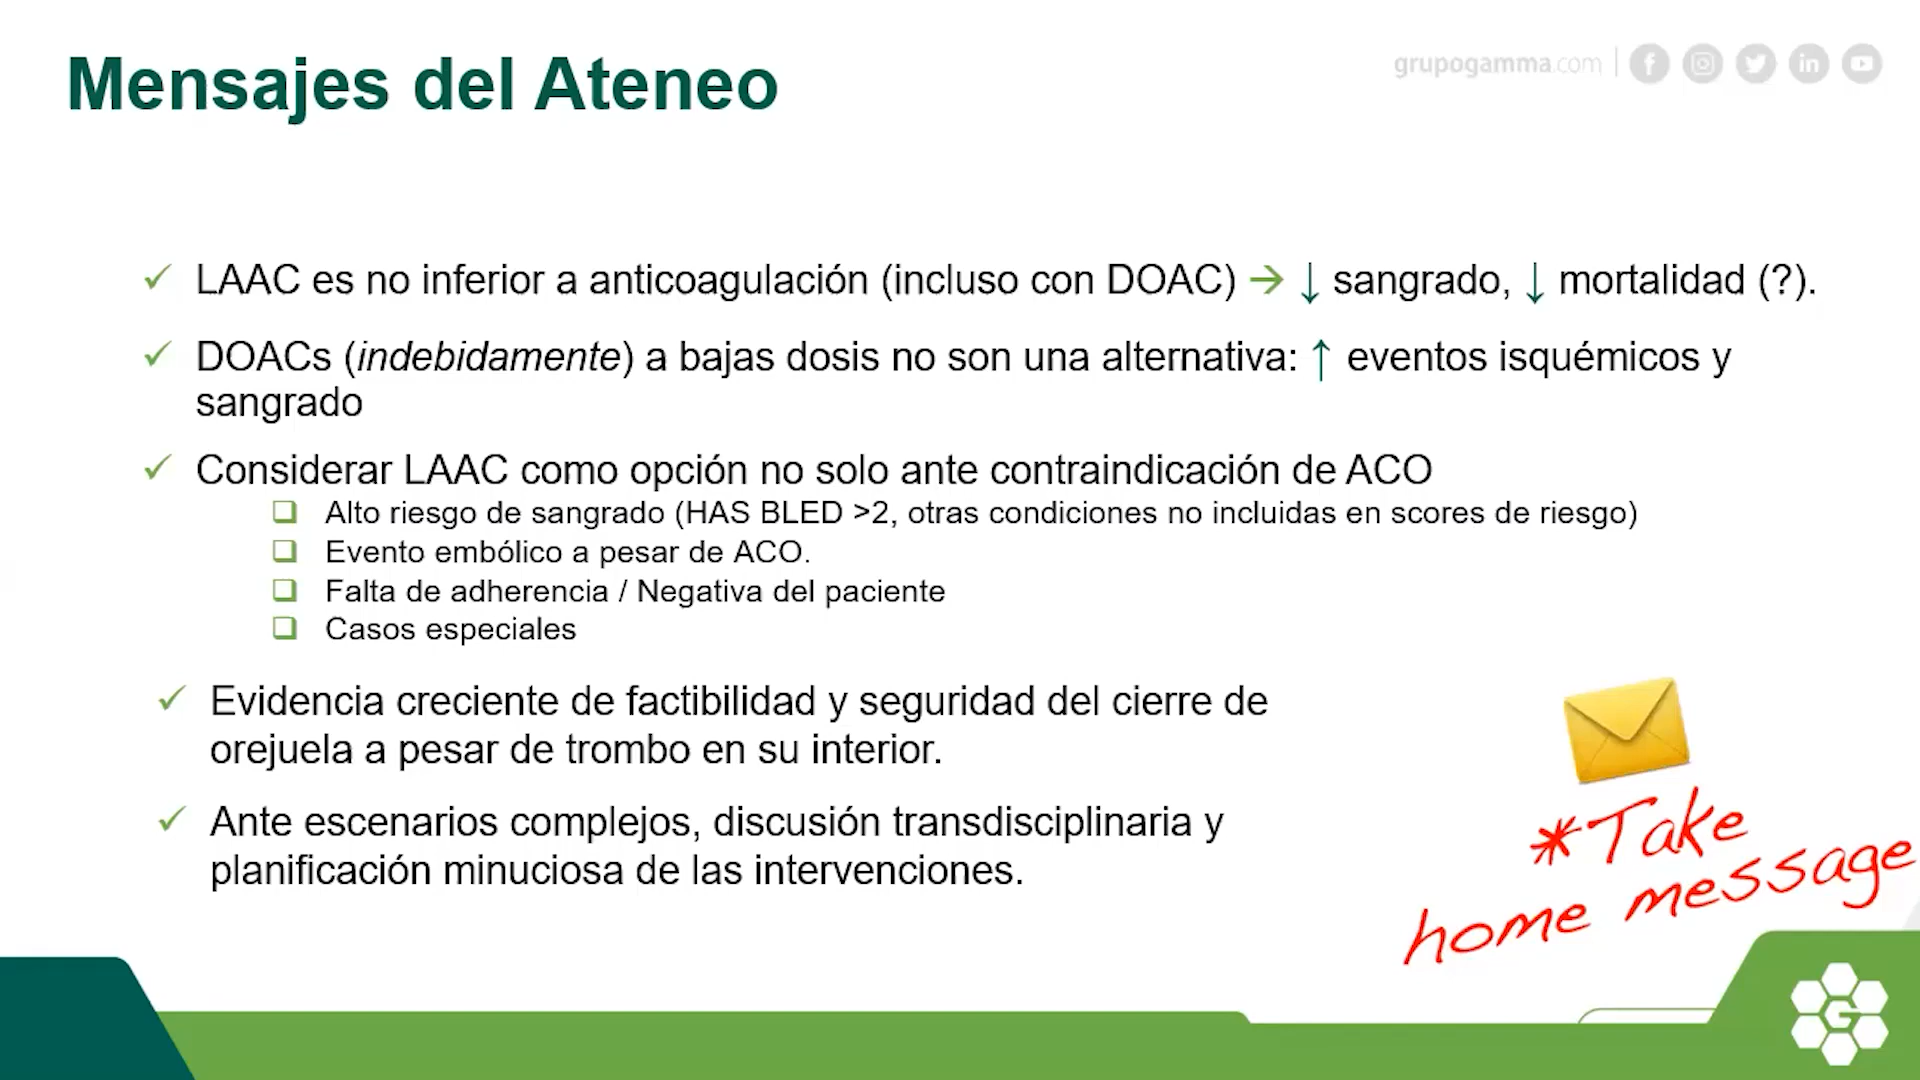 Mensajes del Ateneo
grupogamma.com
LAAC es no inferior a anticoagulación (incluso con DOAC) → ↓ sangrado, ↓ mortalidad (?).
DOACs (indebidamente) a bajas dosis no son una alternativa: ↑ eventos isquémicos y
sangrado
Considerar LAAC como opción no solo ante contraindicación de ACO
Alto riesgo de sangrado (HAS BLED >2, otras condiciones no incluidas en scores de riesgo)
Evento embólico a pesar de ACO.
Falta de adherencia / Negativa del paciente
Casos especiales
Evidencia creciente de factibilidad y seguridad del cierre de
orejuela a pesar de trombo en su interior.
Ante escenarios complejos, discusión transdisciplinaria y
planificación minuciosa de las intervenciones.
*Take
home message
G